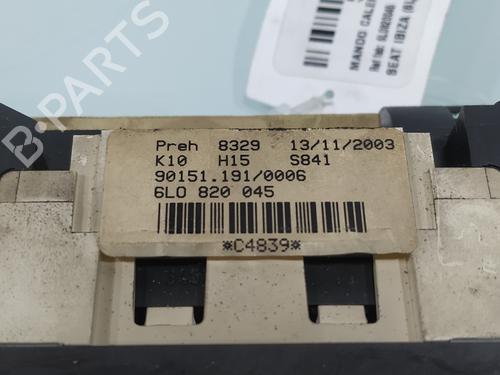 MANDO CALE
SEAT IBIZA (6L
B-PARTS
Preh 8329 13/11/2003
K10 H15 S841
90151.191/0006
6L0 820 045
*C4839*